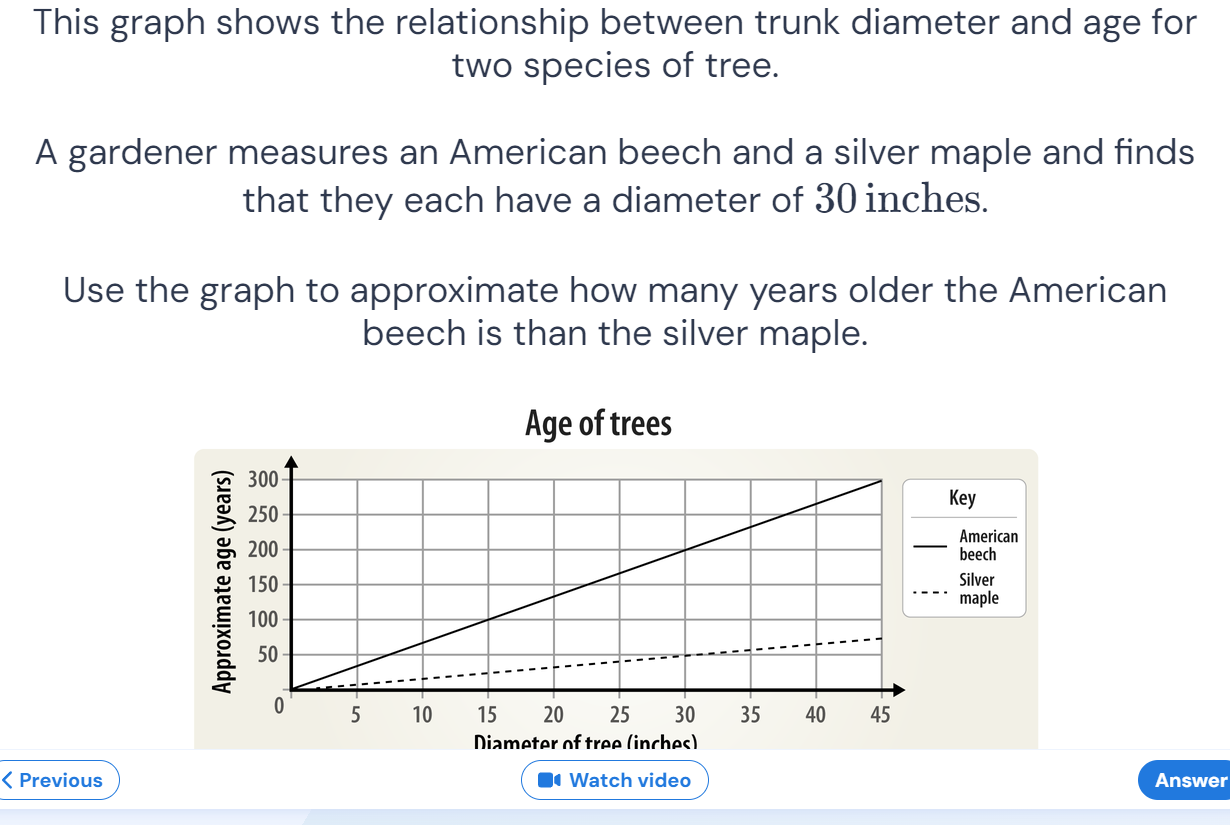 This graph shows the relationship between trunk diameter and age for
two species of tree.
A gardener measures an American beech and a silver maple and finds
that they each have a diameter of 30 inches.
Use the graph to approximate how many years older the American
beech is than the silver maple.
Age of trees
Approximate age (years)
300
250
200
150
100
50
0
5 10 15 20 25 30 35 40 45
Diameter of tree (inches)
Key
American
beech
Silver
maple
Previous
Watch video
Answer